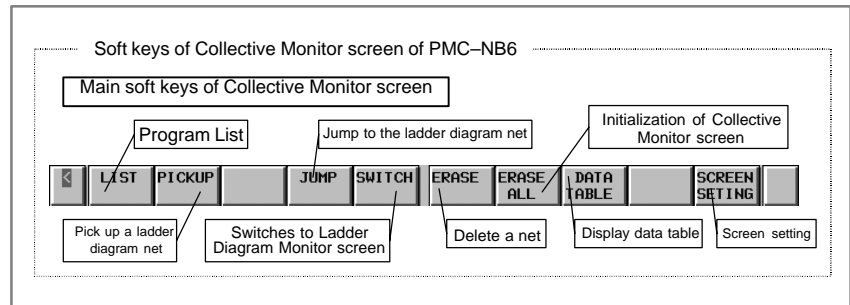 Soft keys of Collective Monitor screen of PMC–NB6
Main soft keys of Collective Monitor screen
Program List
Jump to the ladder diagram net
Initialization of Collective
Monitor screen
< LIST PICKUP JUMP SWITCH ERASE ERASE ALL DATA TABLE SCREEN SETING
Pick up a ladder
diagram net
Switches to Ladder
Diagram Monitor screen
Delete a net
Display data table
Screen setting